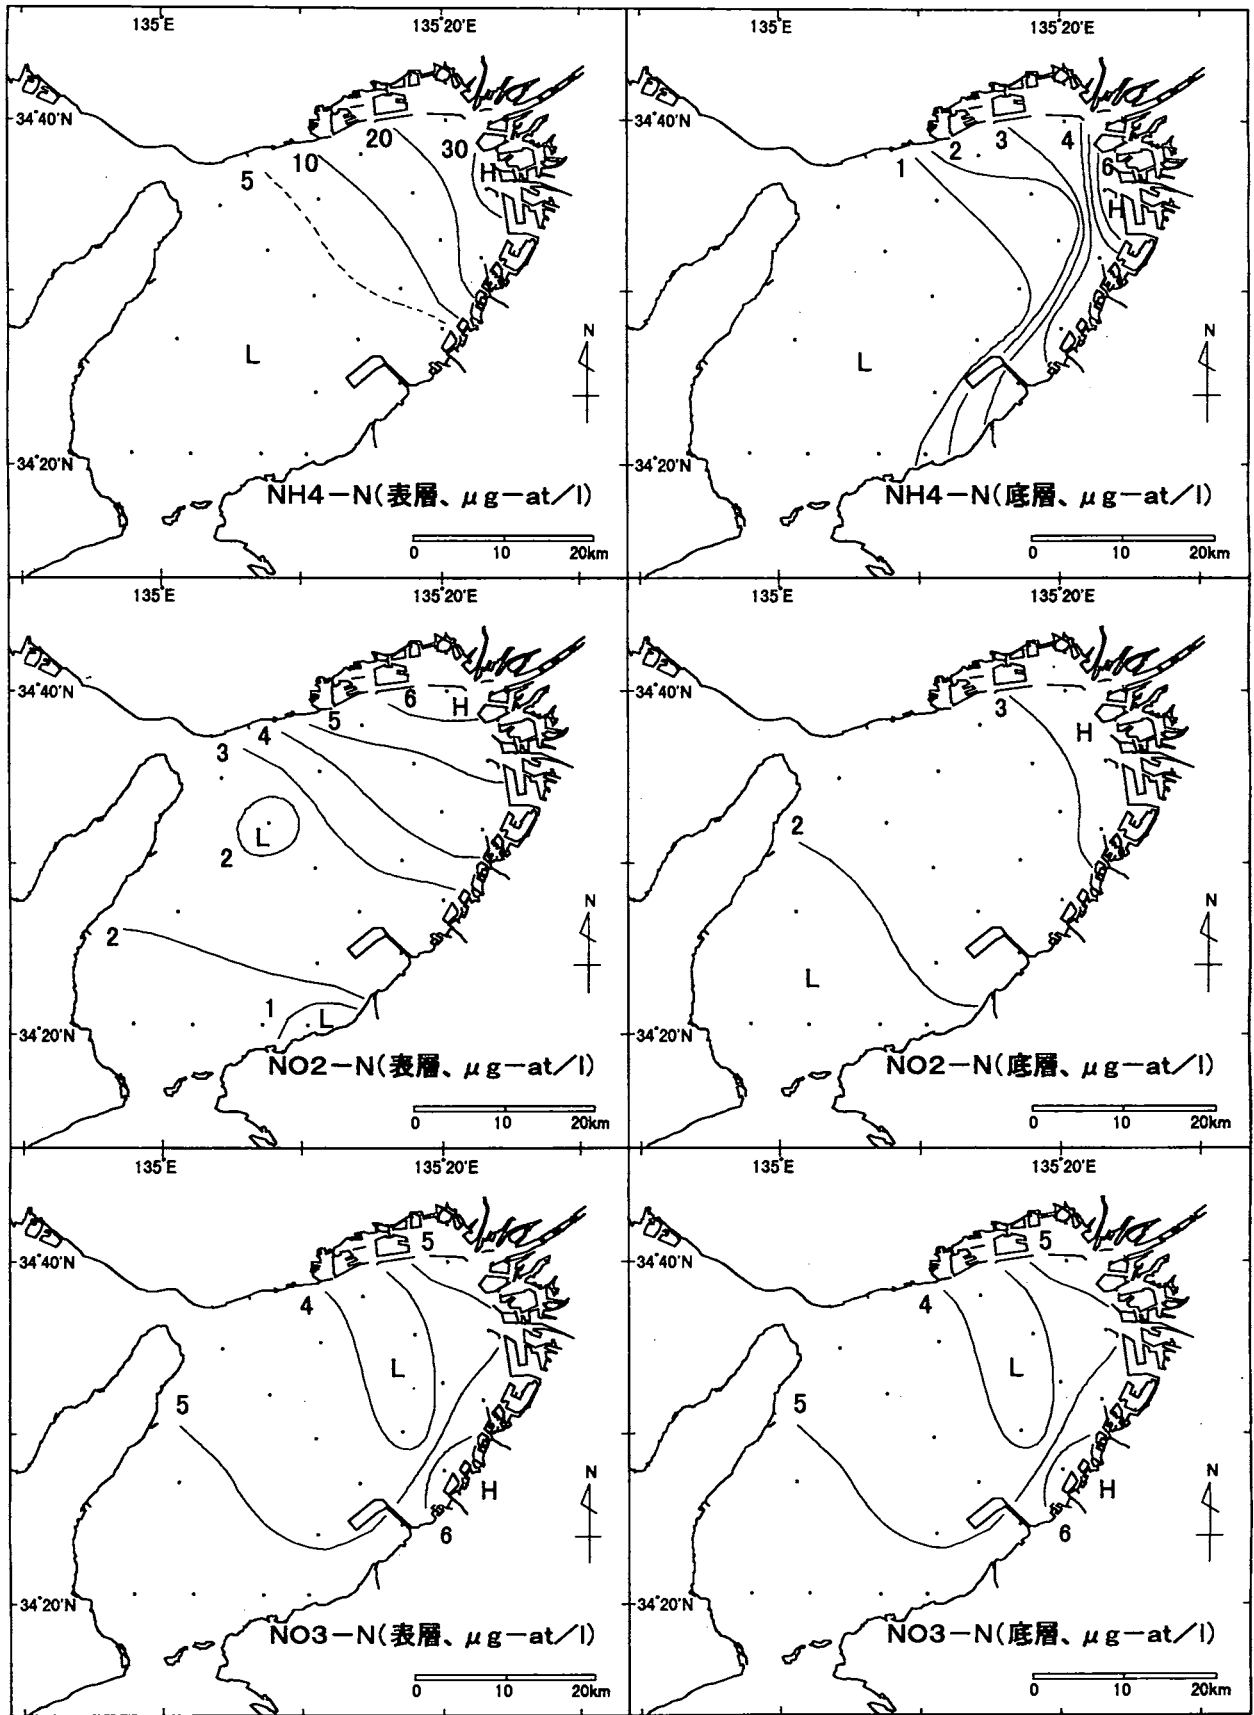 135°E 135°20'E
34°40'N
5 10 20 30
H
L
N
34°20'N
NH4-N(表層、μg-at/l)
0 10 20km
135°E 135°20'E
34°40'N
1 2 3 4 6
H
L
N
34°20'N
NH4-N(底層、μg-at/l)
0 10 20km
135°E 135°20'E
34°40'N
3 4 5 6
H
L
2
2
N
1
L
34°20'N
NO2-N(表層、μg-at/l)
0 10 20km
135°E 135°20'E
34°40'N
3
H
2
N
L
34°20'N
NO2-N(底層、μg-at/l)
0 10 20km
135°E 135°20'E
34°40'N
4 5
L
5
N
H
6
34°20'N
NO3-N(表層、μg-at/l)
0 10 20km
135°E 135°20'E
34°40'N
4 5
L
5
N
H
6
34°20'N
NO3-N(底層、μg-at/l)
0 10 20km